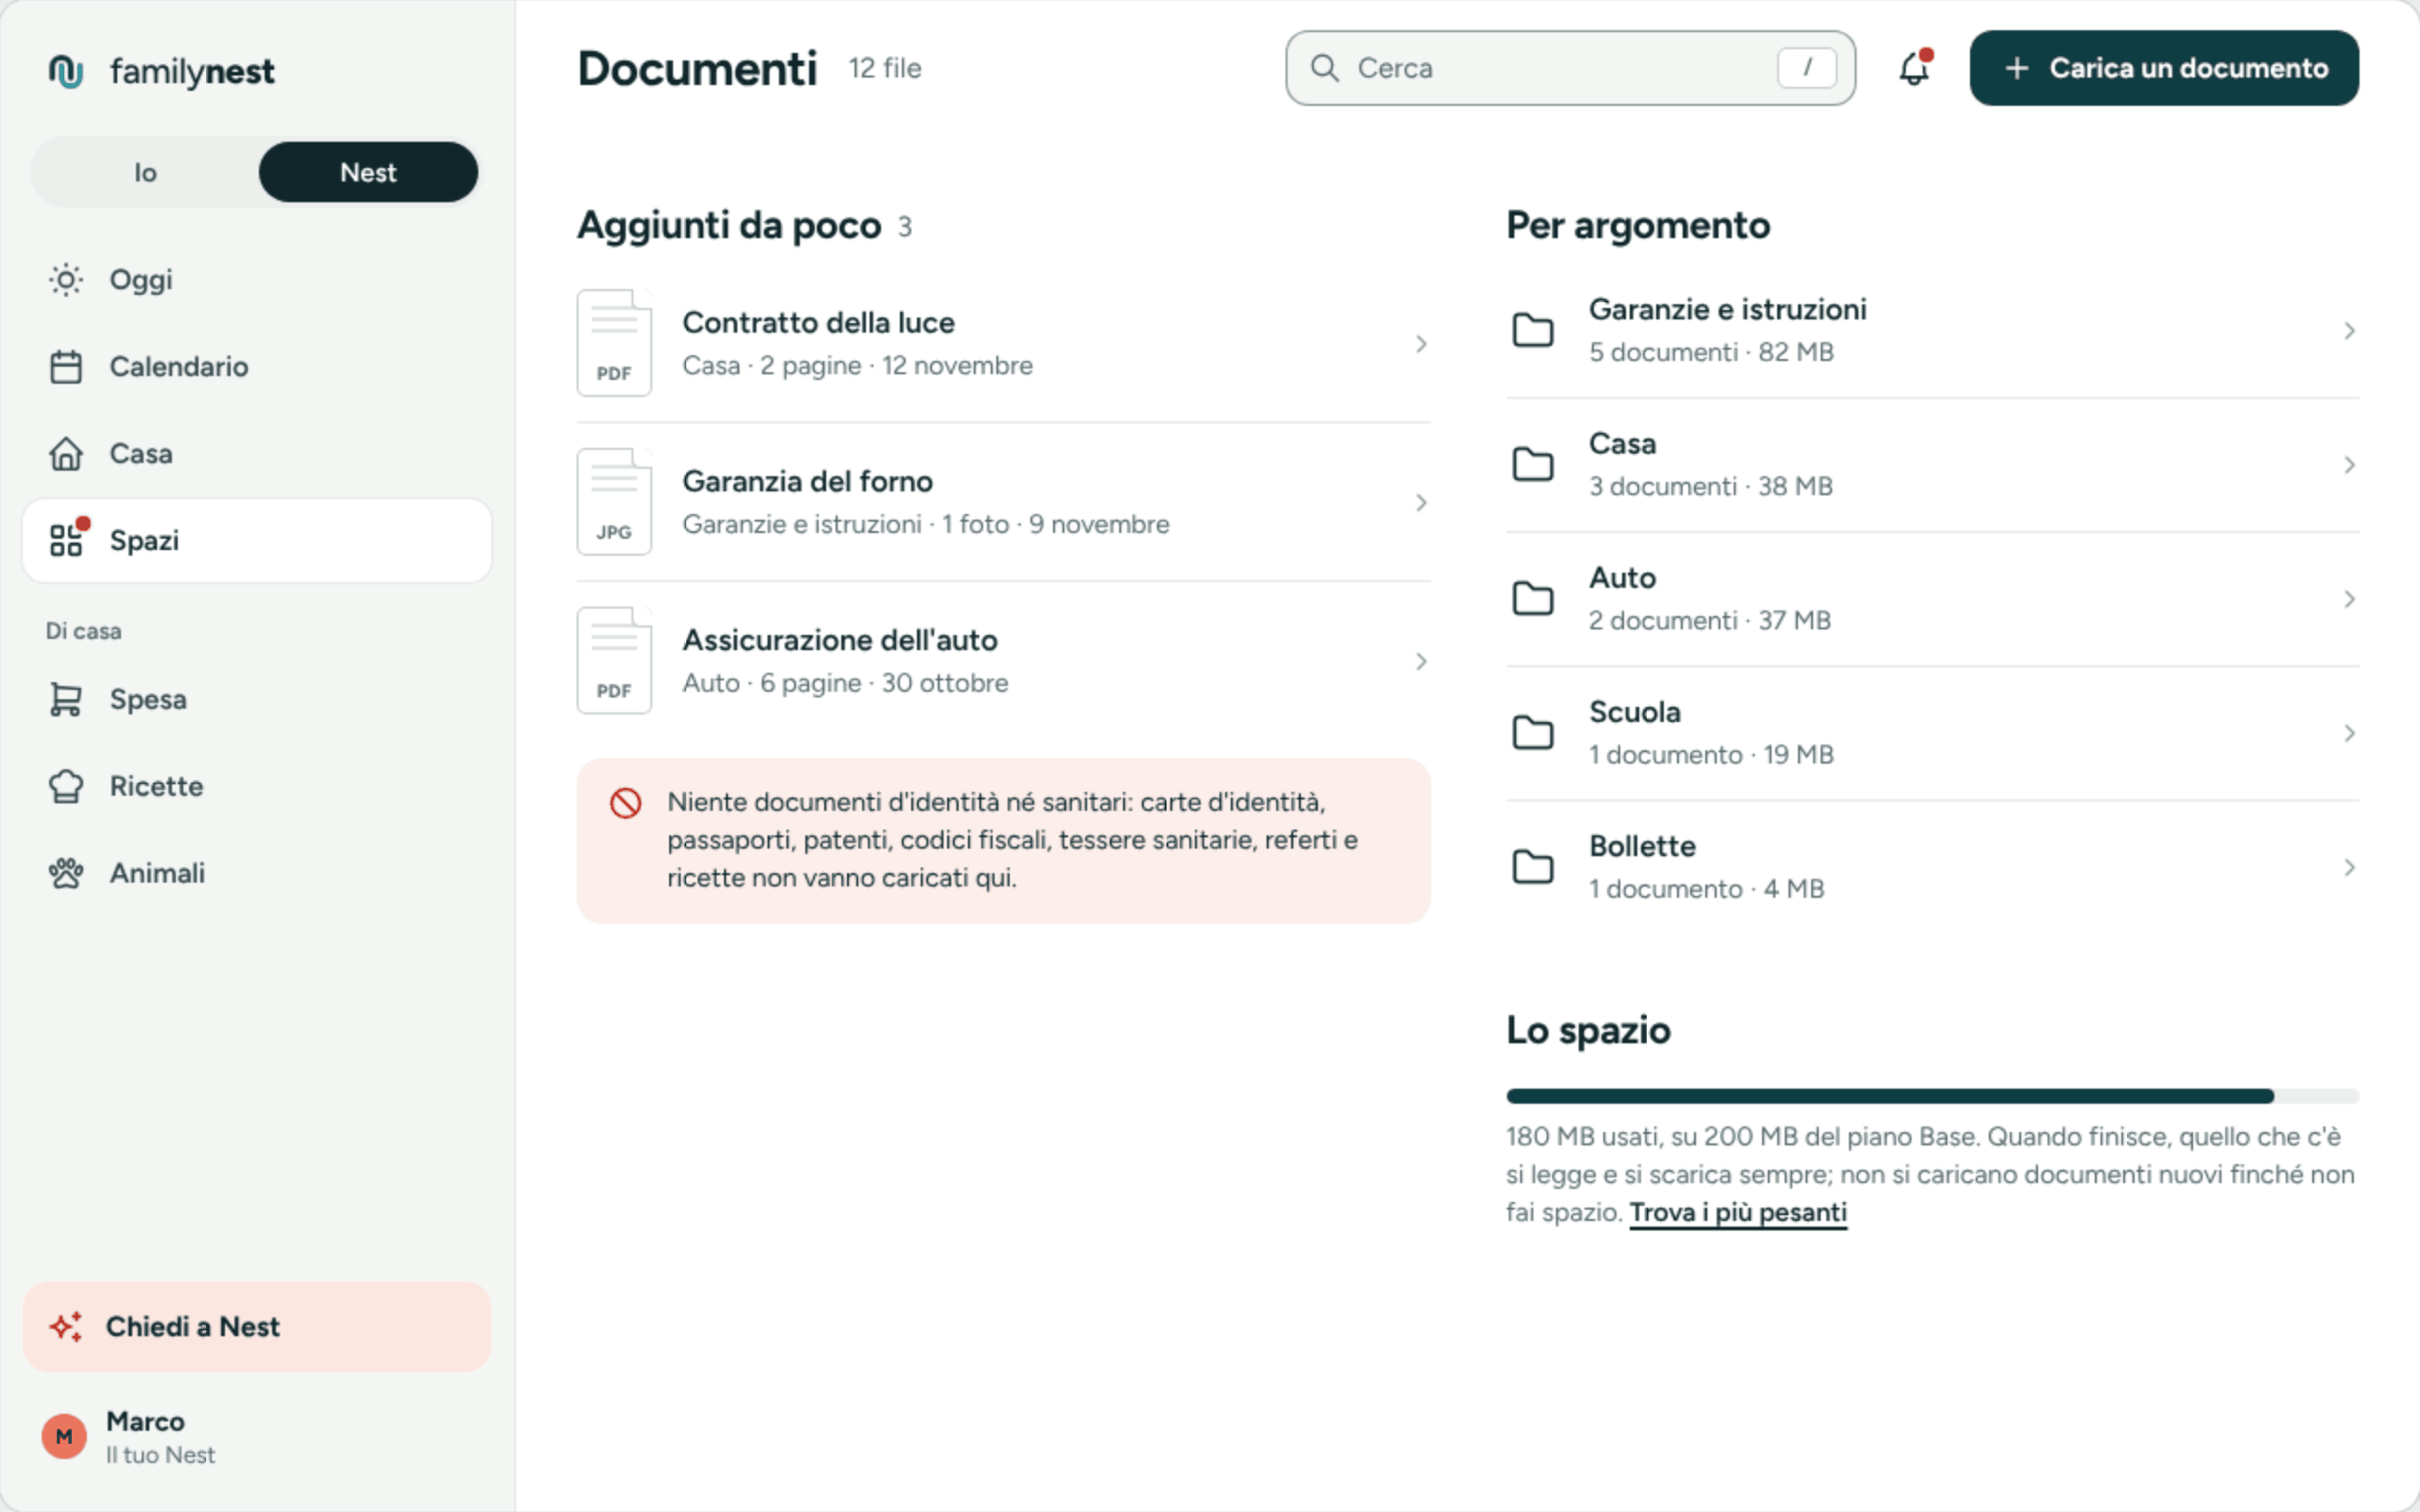 familynest
Io
Nest
Oggi
Calendario
Casa
Spazi
Di casa
Spesa
Ricette
Animali
Chiedi a Nest
M
Marco
Il tuo Nest
Documenti 12 file
Cerca
/
+ Carica un documento
Aggiunti da poco 3
PDF
Contratto della luce
Casa · 2 pagine · 12 novembre
JPG
Garanzia del forno
Garanzie e istruzioni · 1 foto · 9 novembre
PDF
Assicurazione dell'auto
Auto · 6 pagine · 30 ottobre
Niente documenti d'identità né sanitari: carte d'identità,
passaporti, patenti, codici fiscali, tessere sanitarie, referti e
ricette non vanno caricati qui.
Per argomento
Garanzie e istruzioni
5 documenti · 82 MB
Casa
3 documenti · 38 MB
Auto
2 documenti · 37 MB
Scuola
1 documento · 19 MB
Bollette
1 documento · 4 MB
Lo spazio
180 MB usati, su 200 MB del piano Base. Quando finisce, quello che c'è
si legge e si scarica sempre; non si caricano documenti nuovi finché non
fai spazio. Trova i più pesanti